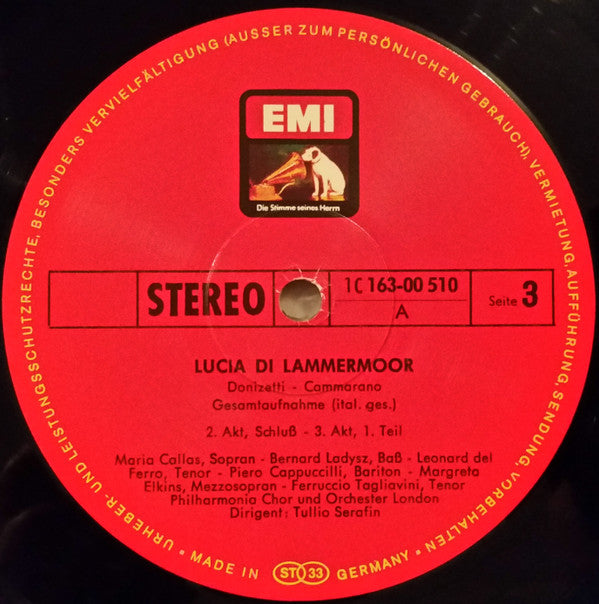 URHEBER- UND LEISTUNGSSCHUTZRECHTE, BESONDERS VERVIELFÄLTIGUNG (AUSSER ZUM PERSÖNLICHEN GEBRAUCH), VERMIETUNG, AUFFÜHRUNG, SENDUNG, VORBEHALTEN
EMI
Die Stimme seines Herrn
STEREO
1C 163-00 510
A
Seite 3
LUCIA DI LAMMERMOOR
Donizetti - Cammarano
Gesamtaufnahme (ital. ges.)
2. Akt, Schluß - 3. Akt, 1. Teil
Maria Callas, Sopran - Bernard Ladysz, Baß - Leonard del
Ferro, Tenor - Piero Cappuccilli, Bariton - Margreta
Elkins, Mezzosopran - Ferruccio Tagliavini, Tenor
Philharmonia Chor und Orchester London
Dirigent: Tullio Serafin
• MADE IN ST 33 GERMANY •